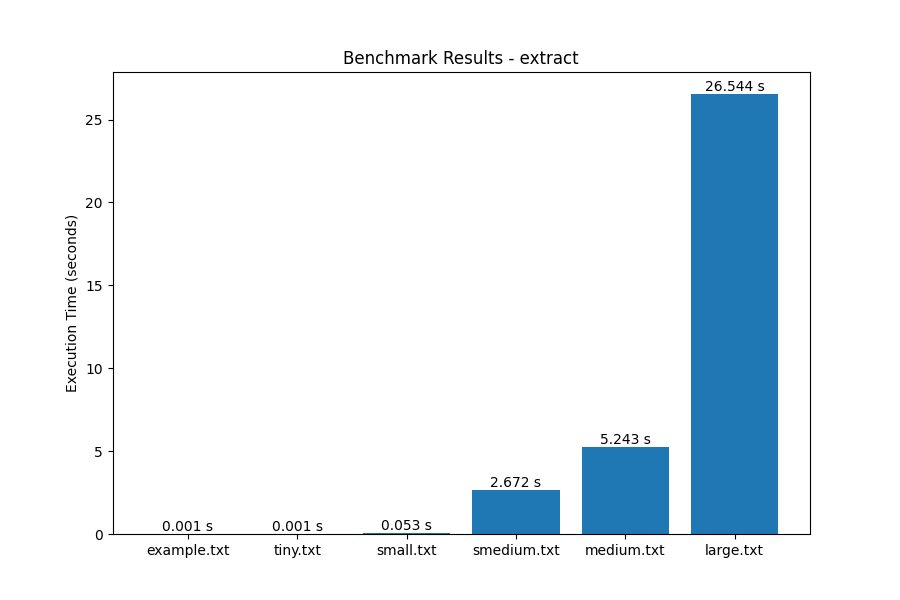 Benchmark Results - extract
Execution Time (seconds)
25
20
15
10
5
0
0.001 s
0.001 s
0.053 s
2.672 s
5.243 s
26.544 s
example.txt
tiny.txt
small.txt
smedium.txt
medium.txt
large.txt